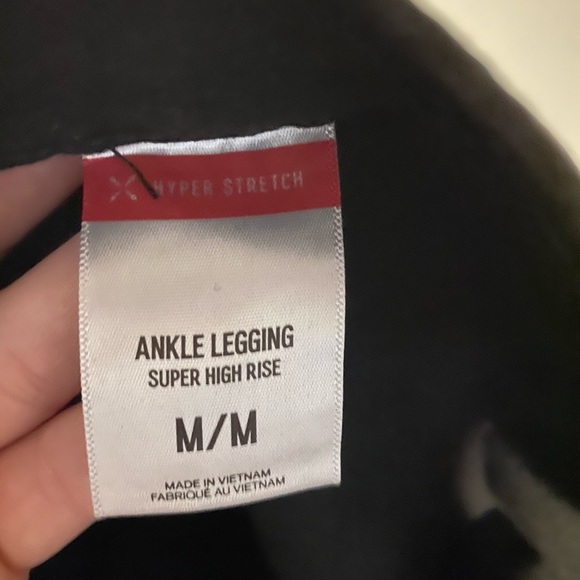 HYPER STRETCH
ANKLE LEGGING
SUPER HIGH RISE
M/M
MADE IN VIETNAM
FABRIQUÉ AU VIETNAM